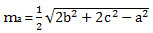 mₐ = ½√(2b² + 2c² − a²)